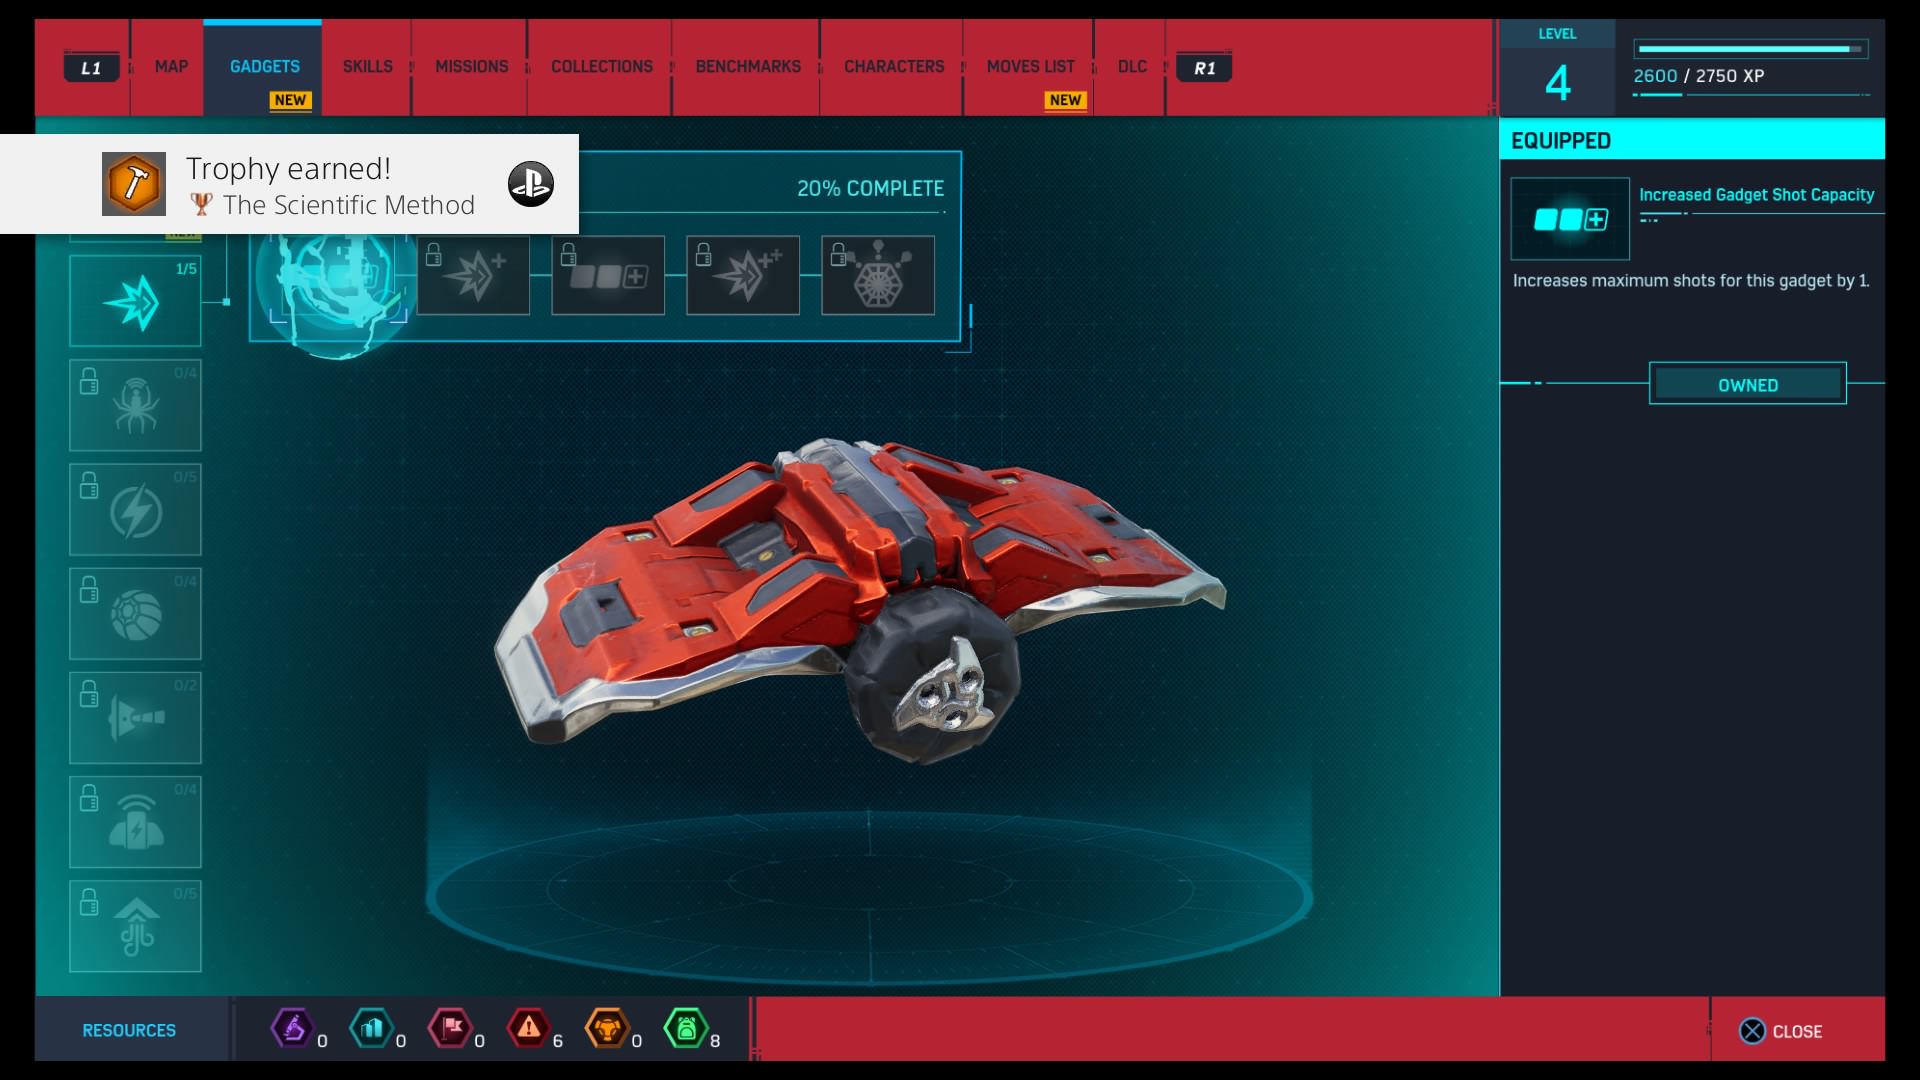 L1
MAP
GADGETS
NEW
SKILLS
MISSIONS
COLLECTIONS
BENCHMARKS
CHARACTERS
MOVES LIST
NEW
DLC
R1
LEVEL
4
2600 / 2750 XP
Trophy earned!
The Scientific Method
20% COMPLETE
EQUIPPED
Increased Gadget Shot Capacity
Increases maximum shots for this gadget by 1.
OWNED
1/5
0/4
0/5
0/4
0/2
0/4
0/5
RESOURCES
0
0
0
6
0
8
CLOSE